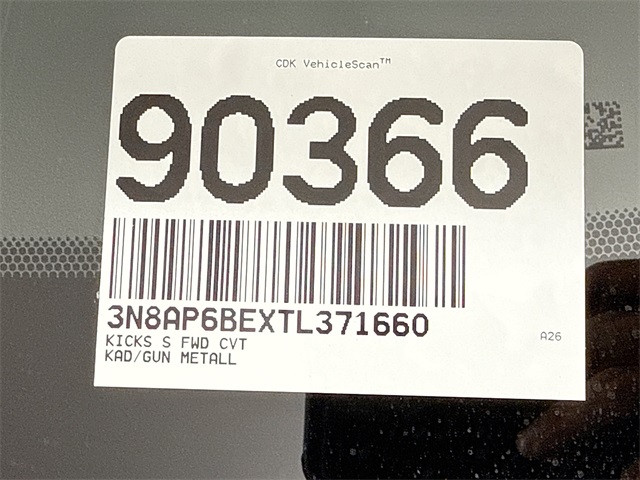 CDK VehicleScan™
90366
3N8AP6BEXTL371660
KICKS S FWD CVT
KAD/GUN METALL
A26